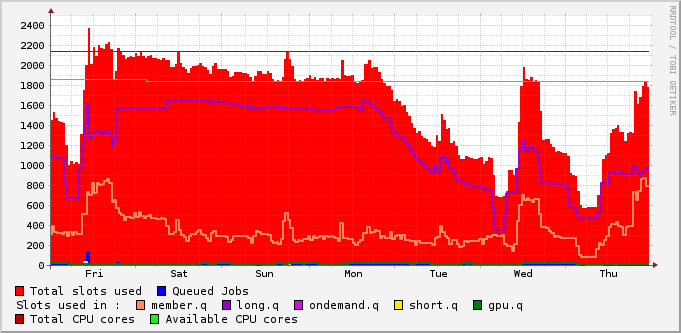 RRDTOOL / TOBI OETIKER
2400
2200
2000
1800
1600
1400
1200
1000
800
600
400
200
0
Fri Sat Sun Mon Tue Wed Thu
Total slots used Queued Jobs
Slots used in : member.q long.q ondemand.q short.q gpu.q
Total CPU cores Available CPU cores